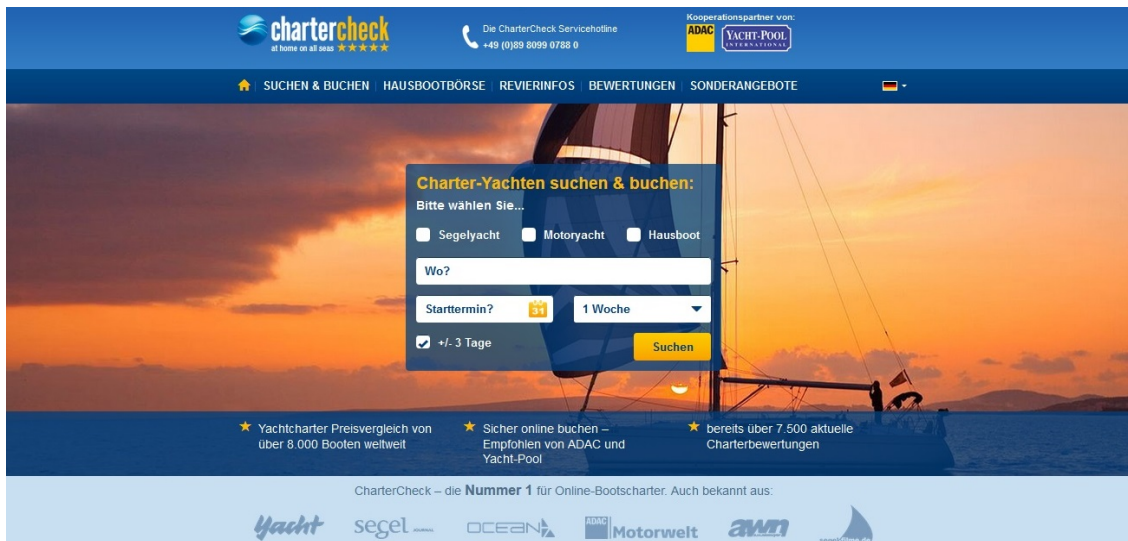 chartercheck
at home on all seas
Die CharterCheck Servicehotline
+49 (0)89 8099 0788 0
Kooperationspartner von:
ADAC
YACHT-POOL
INTERNATIONAL
SUCHEN & BUCHEN | HAUSBOOTBÖRSE | REVIERINFOS | BEWERTUNGEN | SONDERANGEBOTE
Charter-Yachten suchen & buchen:
Bitte wählen Sie...
Segelyacht Motoryacht Hausboot
Wo?
Starttermin? 31 1 Woche
+/- 3 Tage
Suchen
Yachtcharter Preisvergleich von
über 8.000 Booten weltweit
Sicher online buchen –
Empfohlen von ADAC und
Yacht-Pool
bereits über 7.500 aktuelle
Charterbewertungen
CharterCheck – die Nummer 1 für Online-Bootscharter. Auch bekannt aus:
Yacht
segel
OCEAN
ADAC Motorwelt
awn